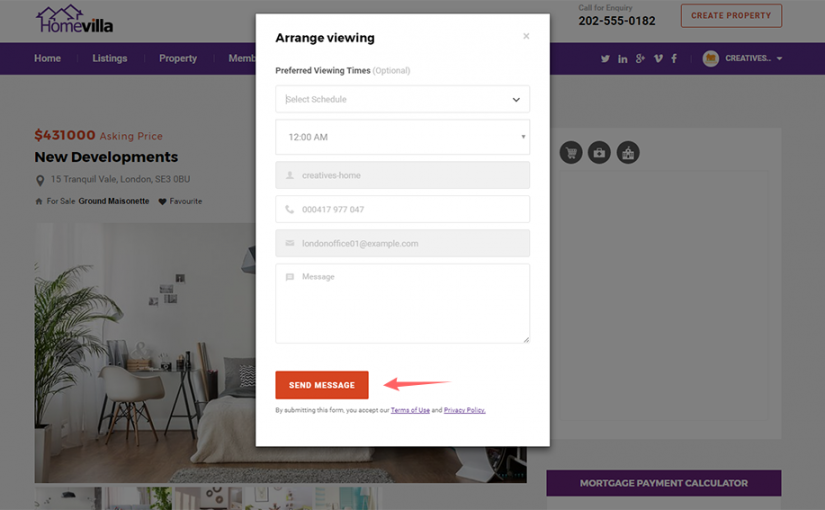 Homevilla
Call for Enquiry
202-555-0182
CREATE PROPERTY
Home
Listings
Property
Memb
CREATIVES..
$431000 Asking Price
New Developments
15 Tranquil Vale, London, SE3 0BU
For Sale Ground Maisonette Favourite
Arrange viewing
×
Preferred Viewing Times (Optional)
Select Schedule
12:00 AM
creatives-home
000417 977 047
londonoffice01@example.com
Message
SEND MESSAGE
By submitting this form, you accept our Terms of Use and Privacy Policy.
MORTGAGE PAYMENT CALCULATOR